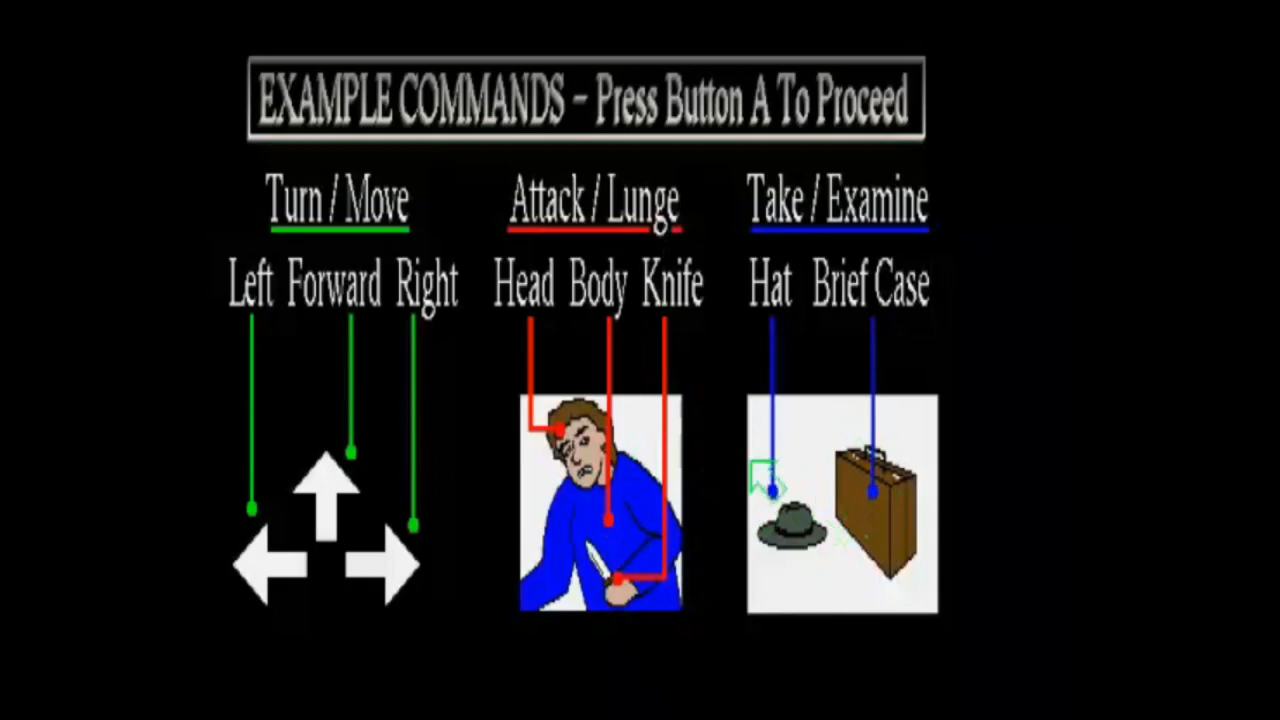 EXAMPLE COMMANDS - Press Button A To Proceed
Turn / Move Attack / Lunge Take / Examine
Left Forward Right Head Body Knife Hat Brief Case